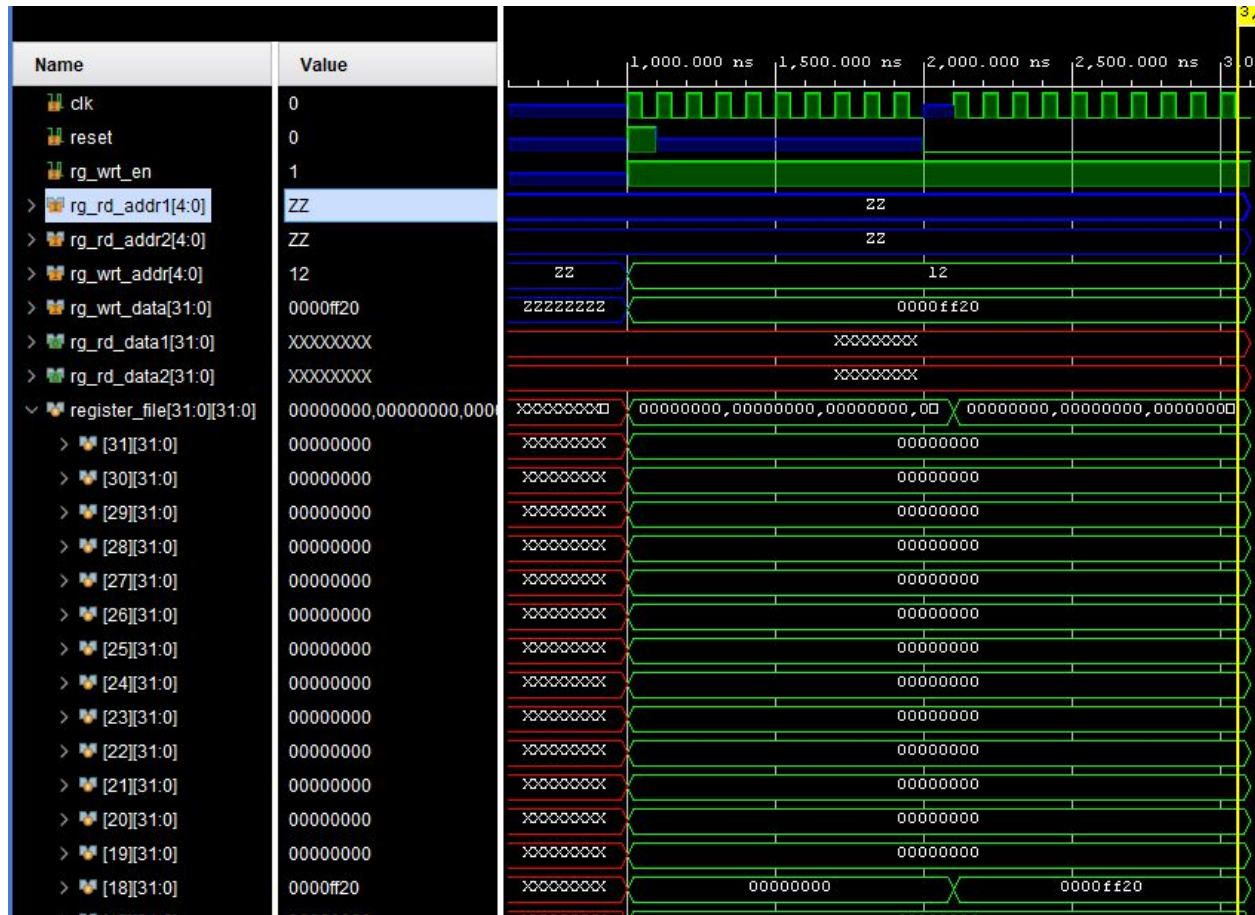 3,
Name Value 1,000.000 ns 1,500.000 ns 2,000.000 ns 2,500.000 ns 3,0
clk 0
reset 0
rg_wrt_en 1
rg_rd_addr1[4:0] ZZ ZZ
rg_rd_addr2[4:0] ZZ ZZ
rg_wrt_addr[4:0] 12 ZZ 12
rg_wrt_data[31:0] 0000ff20 ZZZZZZZZ 0000ff20
rg_rd_data1[31:0] XXXXXXXX XXXXXXXX
rg_rd_data2[31:0] XXXXXXXX XXXXXXXX
register_file[31:0][31:0] 00000000,00000000,000 XXXXXXXX 00000000,00000000,00000000,0 00000000,00000000,0000000
[31][31:0] 00000000 XXXXXXXX 00000000
[30][31:0] 00000000 XXXXXXXX 00000000
[29][31:0] 00000000 XXXXXXXX 00000000
[28][31:0] 00000000 XXXXXXXX 00000000
[27][31:0] 00000000 XXXXXXXX 00000000
[26][31:0] 00000000 XXXXXXXX 00000000
[25][31:0] 00000000 XXXXXXXX 00000000
[24][31:0] 00000000 XXXXXXXX 00000000
[23][31:0] 00000000 XXXXXXXX 00000000
[22][31:0] 00000000 XXXXXXXX 00000000
[21][31:0] 00000000 XXXXXXXX 00000000
[20][31:0] 00000000 XXXXXXXX 00000000
[19][31:0] 00000000 XXXXXXXX 00000000
[18][31:0] 0000ff20 XXXXXXXX 00000000 0000ff20